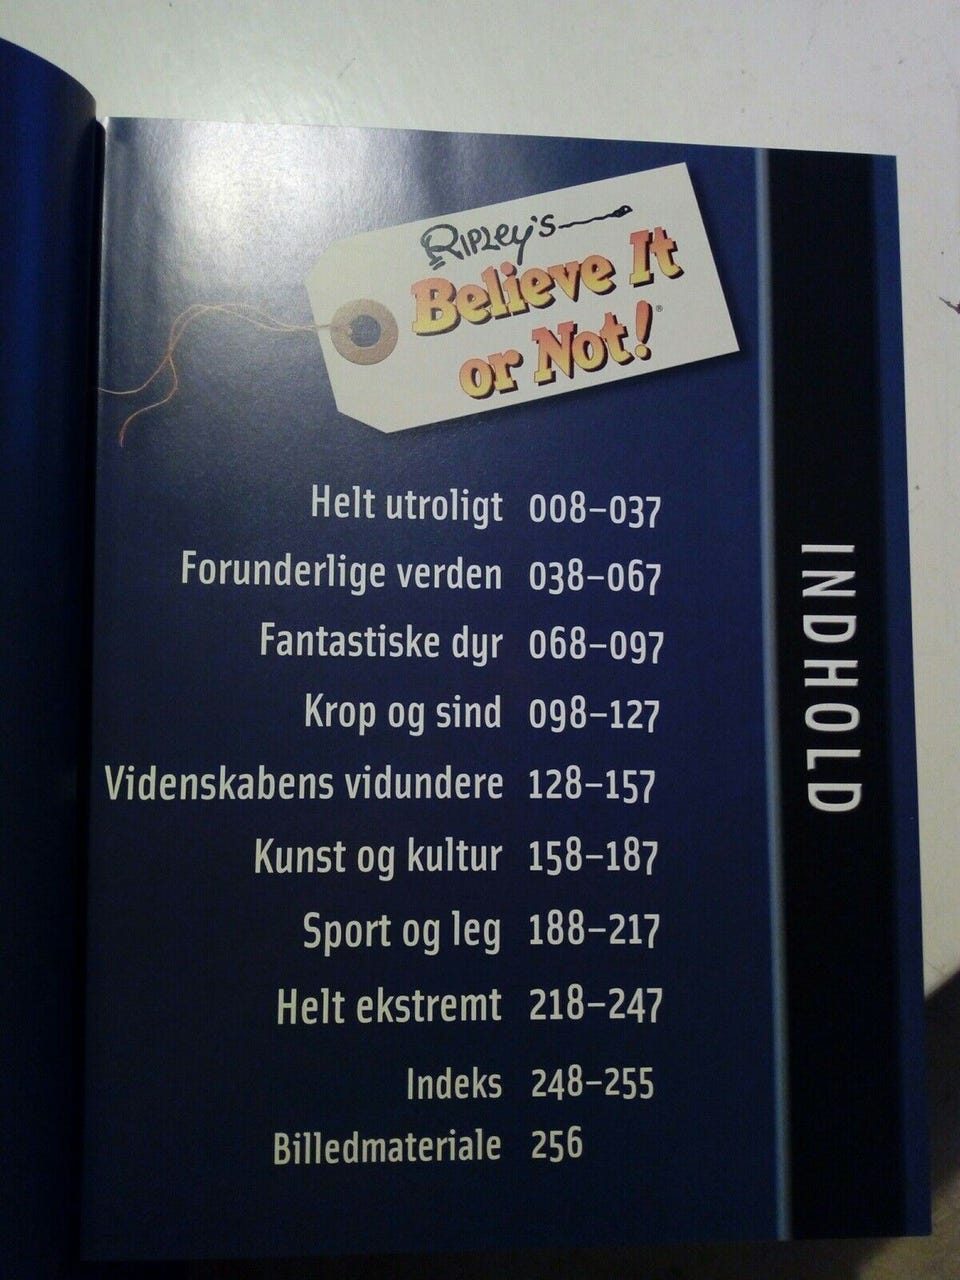 RIPLEY'S
Believe It
or Not!®
Helt utroligt 008–037
Forunderlige verden 038–067
Fantastiske dyr 068–097
Krop og sind 098–127
Videnskabens vidundere 128–157
Kunst og kultur 158–187
Sport og leg 188–217
Helt ekstremt 218–247
Indeks 248–255
Billedmateriale 256
INDHOLD